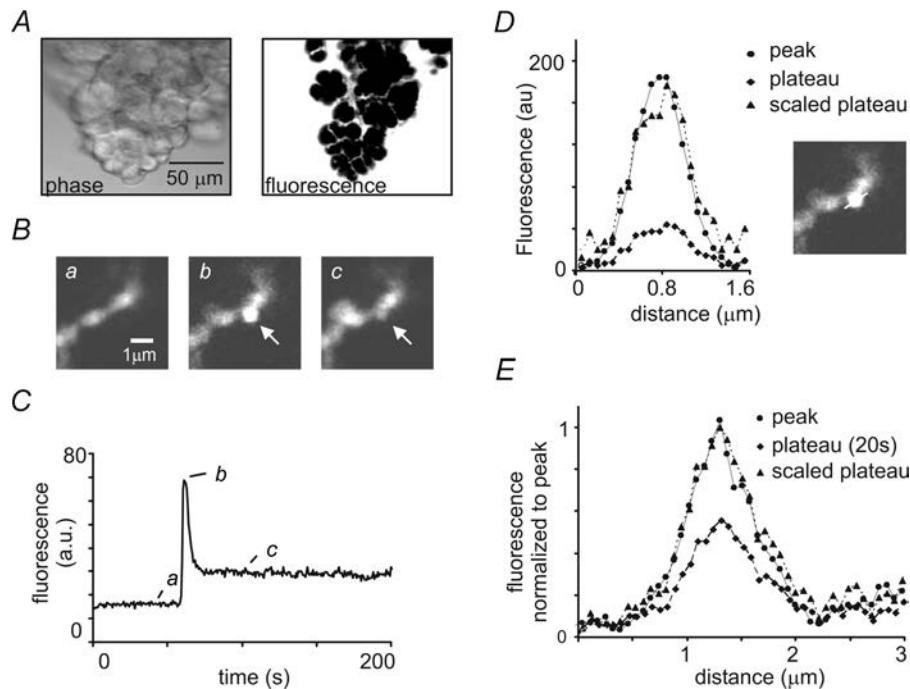 A
phase
50 μm
fluorescence
B
a
1μm
b
c
C
80
fluorescence
(a.u.)
0
a
b
c
0
200
time (s)
D
200
Fluorescence (au)
0
peak
plateau
scaled plateau
0
0.8
1.6
distance (μm)
E
1
fluorescence
normalized to peak
0
peak
plateau (20s)
scaled plateau
1
2
3
distance (μm)